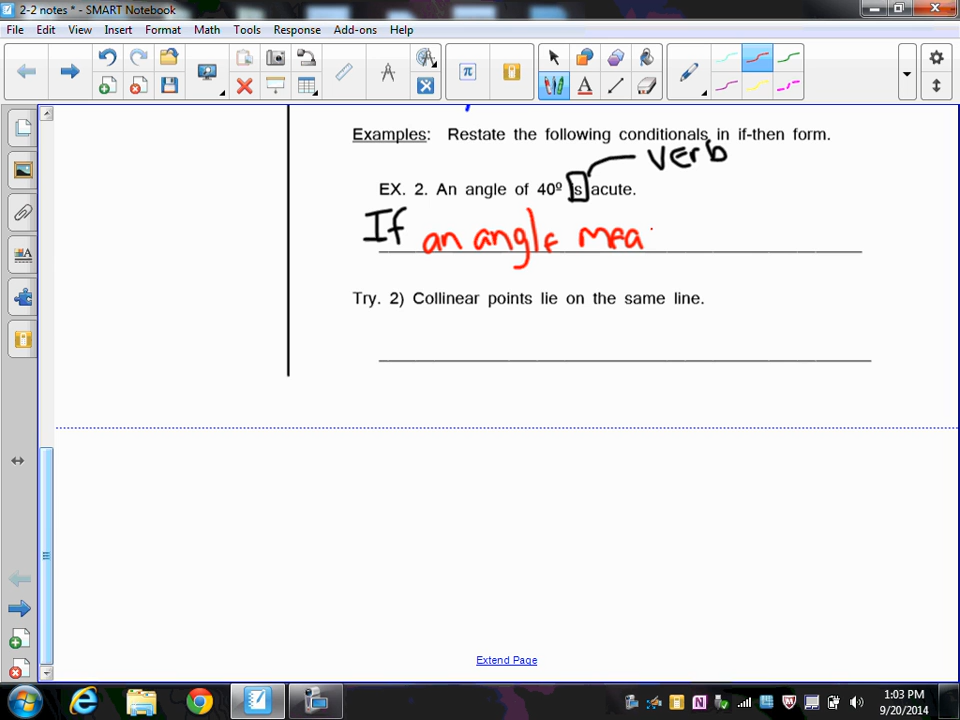 2-2 notes * - SMART Notebook
File Edit View Insert Format Math Tools Response Add-ons Help
Examples: Restate the following conditionals in if-then form.
verb
EX. 2. An angle of 40º is acute.
If an angle mea
Try. 2) Collinear points lie on the same line.
Extend Page
1:03 PM
9/20/2014